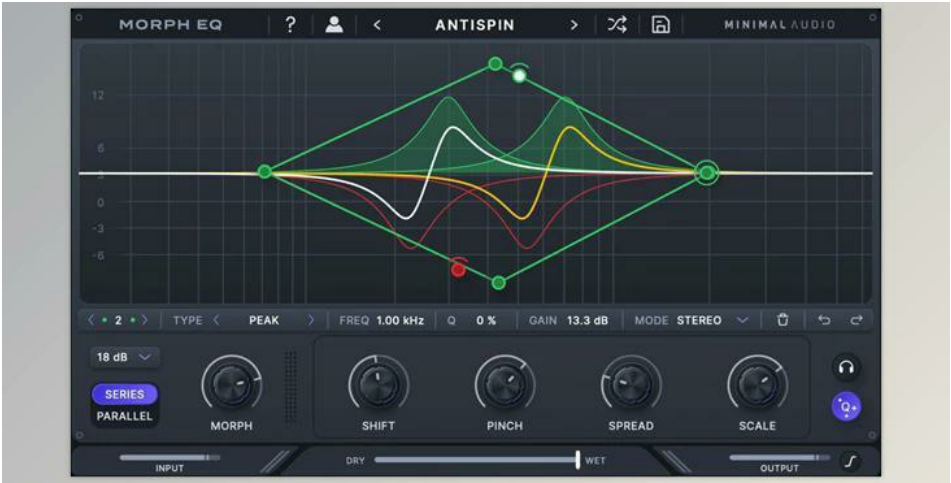 MORPH EQ ? < ANTISPIN > MINIMAL AUDIO
12
6
3
0
-3
-6
< • 2 • > TYPE < PEAK > FREQ 1.00 kHz Q 0 % GAIN 13.3 dB MODE STEREO
18 dB
SERIES
PARALLEL
MORPH SHIFT PINCH SPREAD SCALE
Q+
INPUT DRY WET OUTPUT